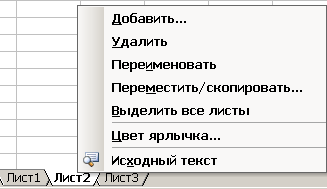 Добавить...
Удалить
Переименовать
Переместить/скопировать...
Выделить все листы
Цвет ярлычка...
Исходный текст
Лист1 Лист2 Лист3